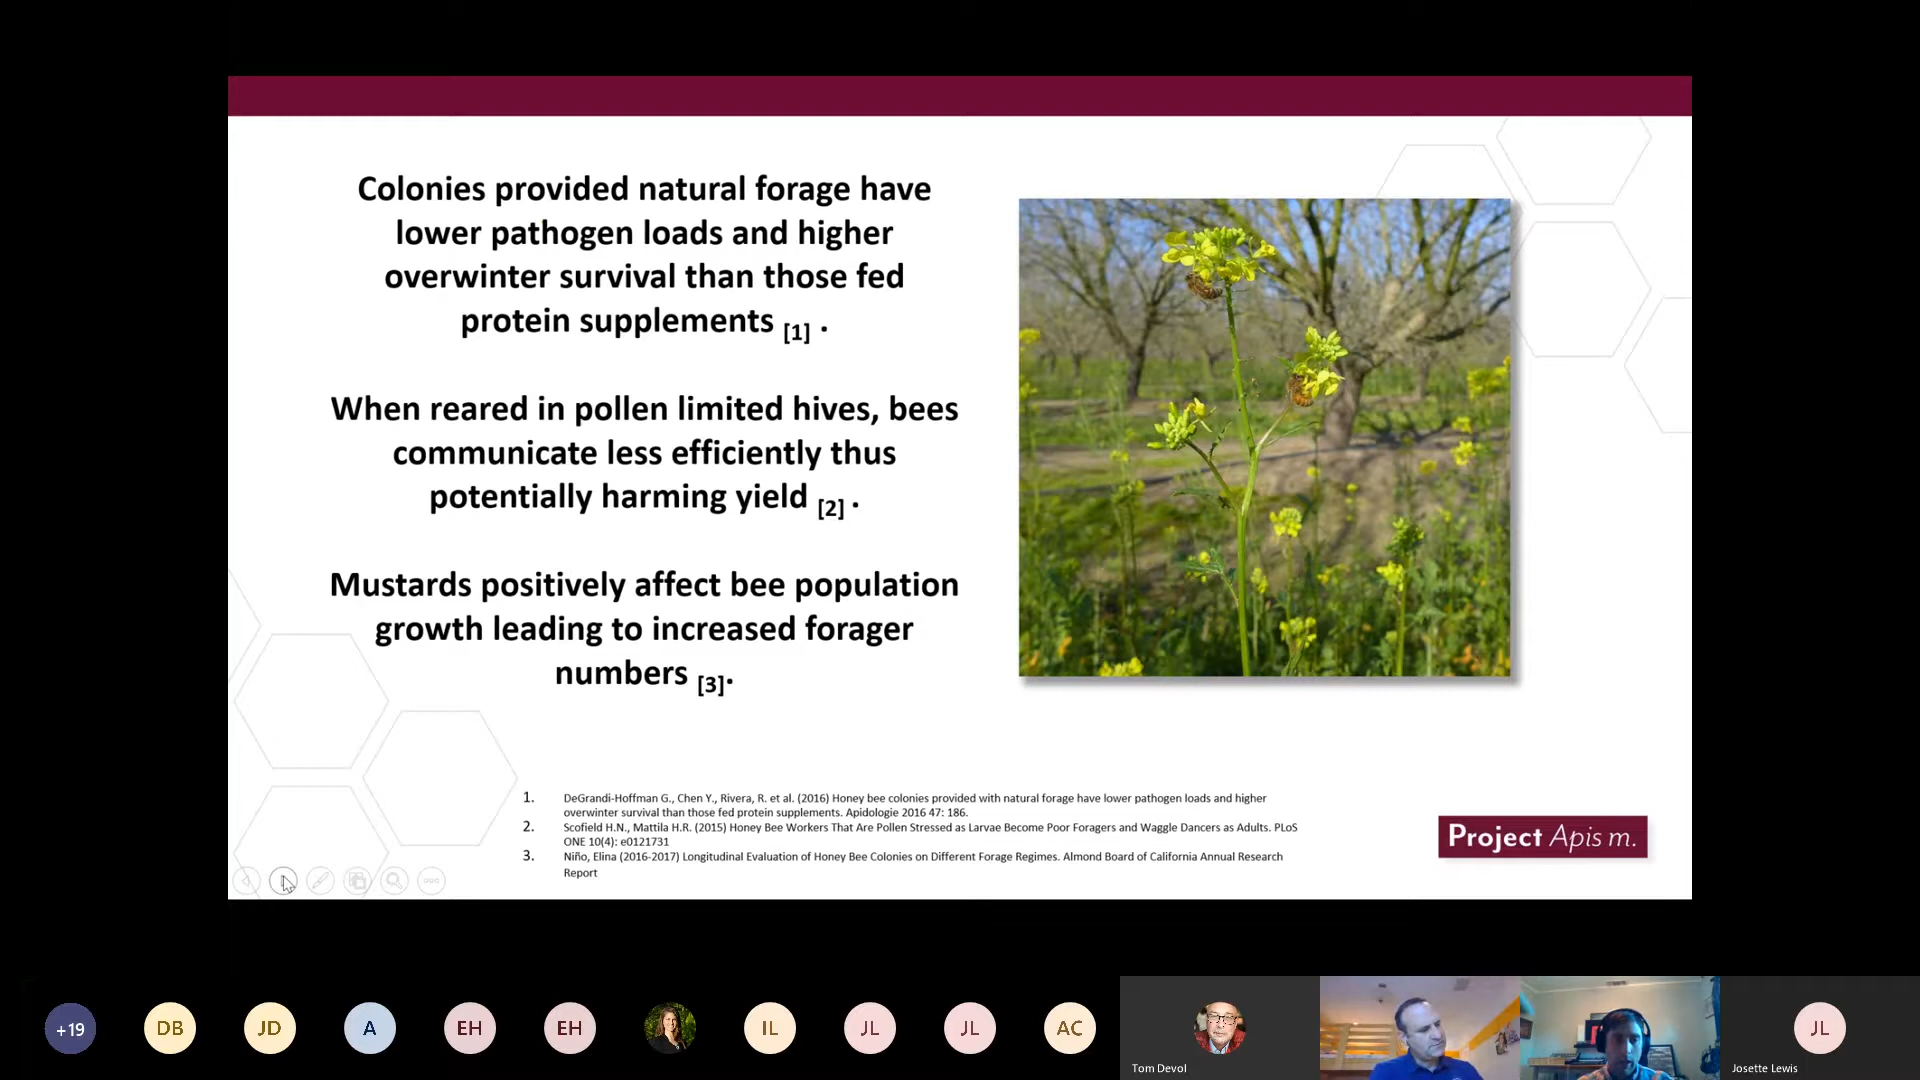 Colonies provided natural forage have
lower pathogen loads and higher
overwinter survival than those fed
protein supplements [1] .
When reared in pollen limited hives, bees
communicate less efficiently thus
potentially harming yield [2] .
Mustards positively affect bee population
growth leading to increased forager
numbers [3].
1. DeGrandi-Hoffman G., Chen Y., Rivera, R. et al. (2016) Honey bee colonies provided with natural forage have lower pathogen loads and higher
overwinter survival than those fed protein supplements. Apidologie 2016 47: 186.
2. Scofield H.N., Mattila H.R. (2015) Honey Bee Workers That Are Pollen Stressed as Larvae Become Poor Foragers and Waggle Dancers as Adults. PLoS
ONE 10(4): e0121731
3. Niño, Elina (2016-2017) Longitudinal Evaluation of Honey Bee Colonies on Different Forage Regimes. Almond Board of California Annual Research
Report
Project Apis m.
+19
DB
JD
A
EH
EH
IL
JL
JL
AC
JL
Tom Devol
Josette Lewis